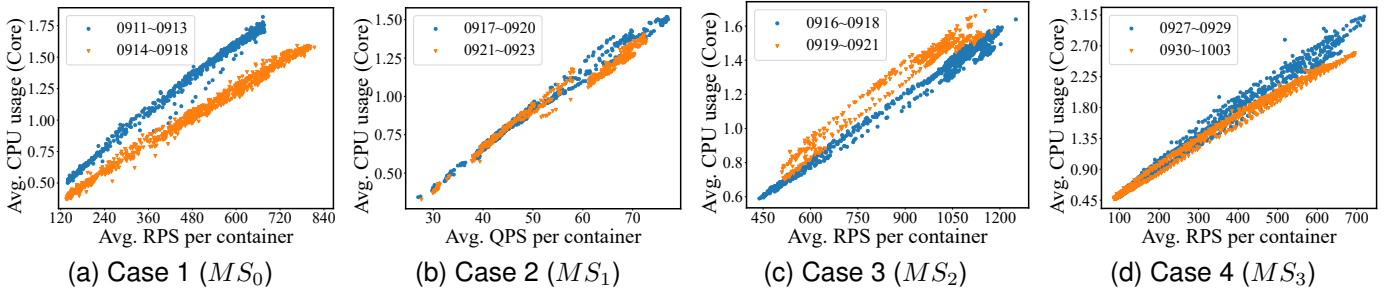 Avg. CPU usage (Core)
1.75
1.50
1.25
1.00
0.75
0.50
0911~0913
0914~0918
120 240 360 480 600 720 840
Avg. RPS per container
(a) Case 1 (MS₀)
Avg. CPU usage (Core)
1.50
1.25
1.00
0.75
0.50
0917~0920
0921~0923
30 40 50 60 70
Avg. QPS per container
(b) Case 2 (MS₁)
Avg. CPU usage (Core)
1.6
1.4
1.2
1.0
0.8
0.6
0916~0918
0919~0921
450 600 750 900 1050 1200
Avg. RPS per container
(c) Case 3 (MS₂)
Avg. CPU usage (Core)
3.15
2.70
2.25
1.80
1.35
0.90
0.45
0927~0929
0930~1003
100 200 300 400 500 600 700
Avg. RPS per container
(d) Case 4 (MS₃)